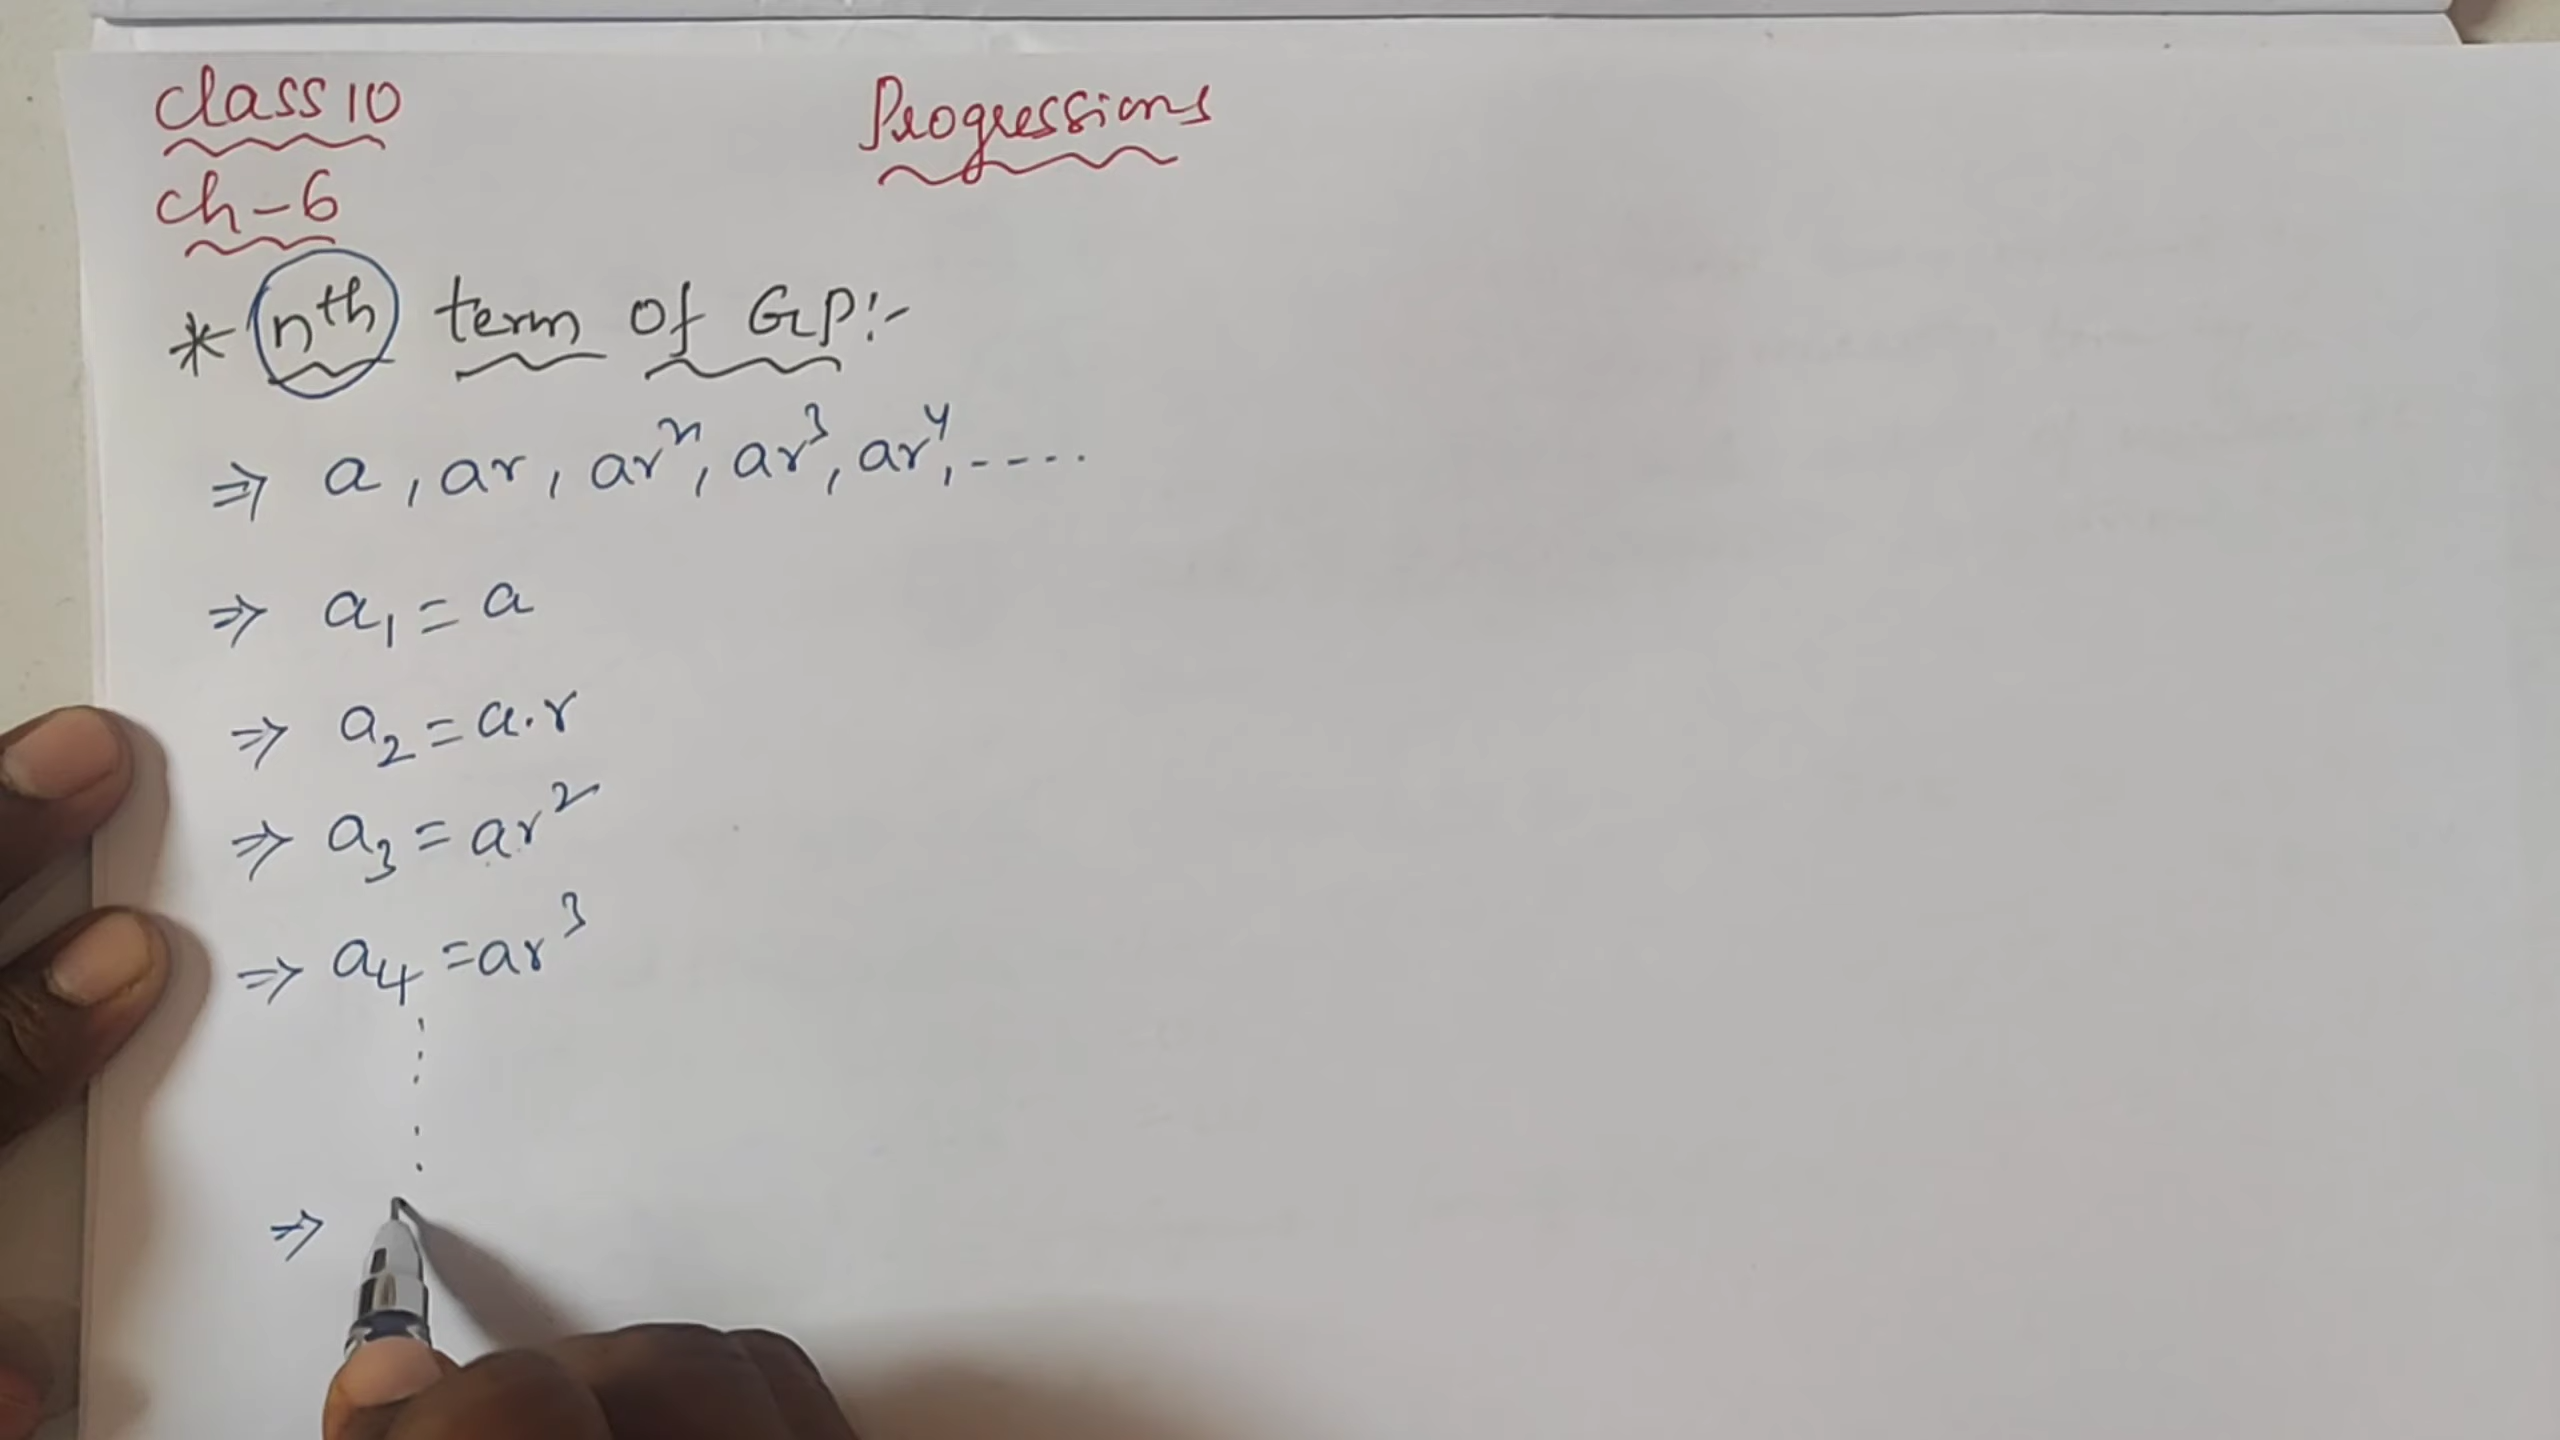 Class 10
Progressions
Ch-6
* nth term of GP:-
⇒ a, ar, ar², ar³, ar⁴, ----.
⇒ a₁ = a
⇒ a₂ = a.r
⇒ a₃ = ar²
⇒ a₄ = ar³
⇒